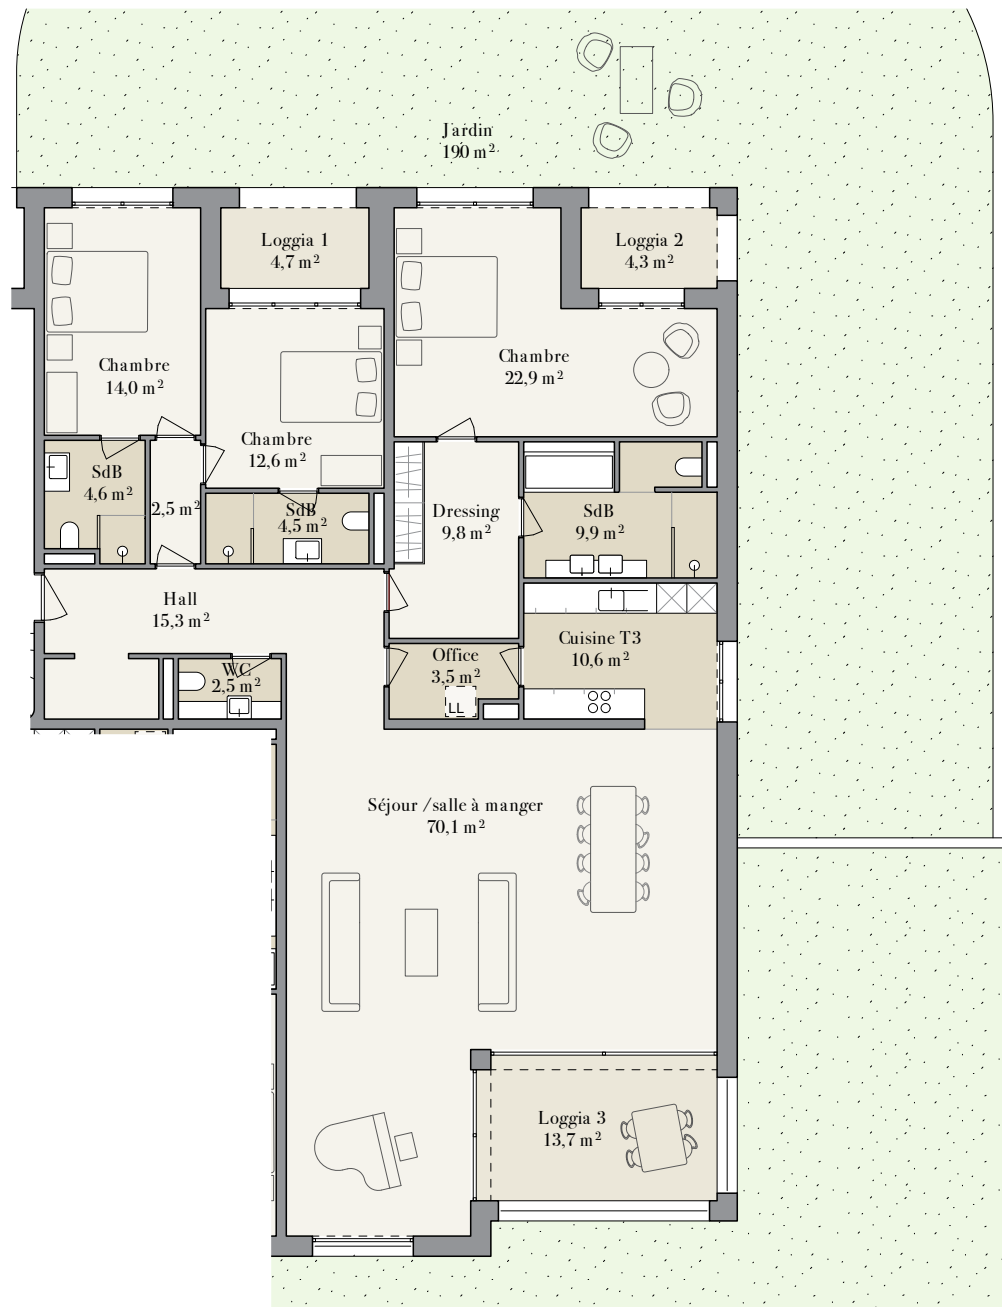 Jardin
190 m²
Loggia 1
4,7 m²
Loggia 2
4,3 m²
Chambre
14,0 m²
Chambre
22,9 m²
Chambre
12,6 m²
SdB
4,6 m²
2,5 m²
SdB
4,5 m²
Dressing
9,8 m²
SdB
9,9 m²
Hall
15,3 m²
Cuisine T3
10,6 m²
WC
2,5 m²
Office
3,5 m²
LL
Séjour /salle à manger
70,1 m²
Loggia 3
13,7 m²